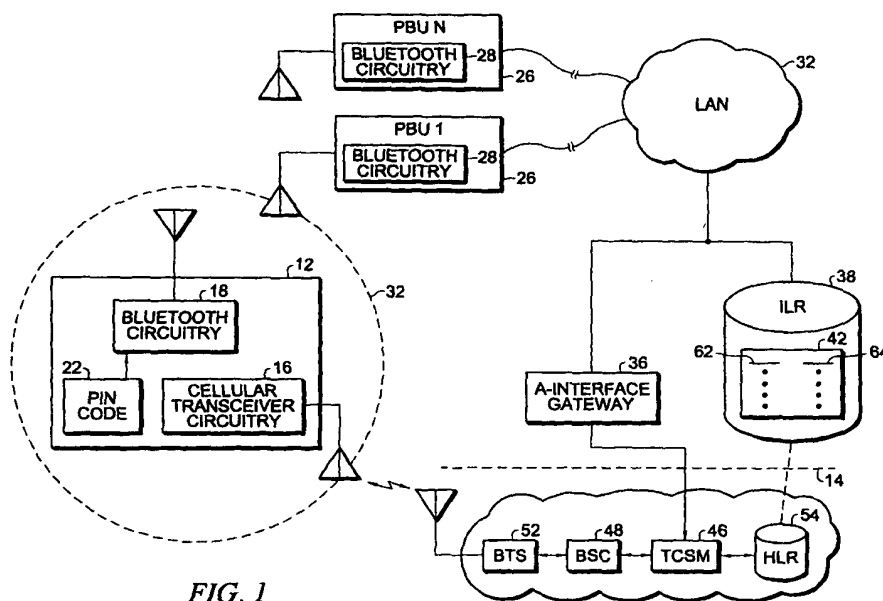 PBU N
BLUETOOTH
CIRCUITRY
28
26
32
LAN
PBU 1
BLUETOOTH
CIRCUITRY
28
26
12
18
BLUETOOTH
CIRCUITRY
32
22
PIN
CODE
16
CELLULAR
TRANSCEIVER
CIRCUITRY
38
ILR
42
62
64
36
A-INTERFACE
GATEWAY
14
52
BTS
48
BSC
46
TCSM
54
HLR
FIG. 1